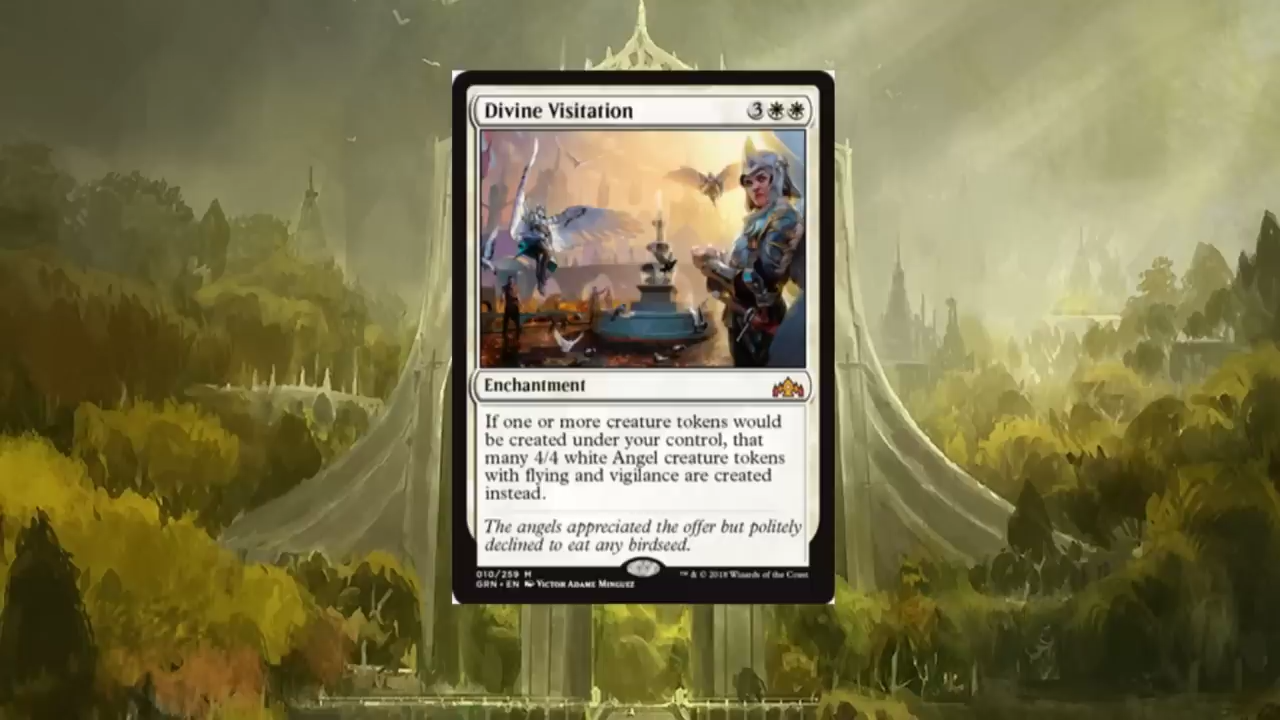 Divine Visitation 3
Enchantment
If one or more creature tokens would
be created under your control, that
many 4/4 white Angel creature tokens
with flying and vigilance are created
instead.
The angels appreciated the offer but politely
declined to eat any birdseed.
010/259 M
GRN • EN Victor Adame Minguez
™ & © 2018 Wizards of the Coast